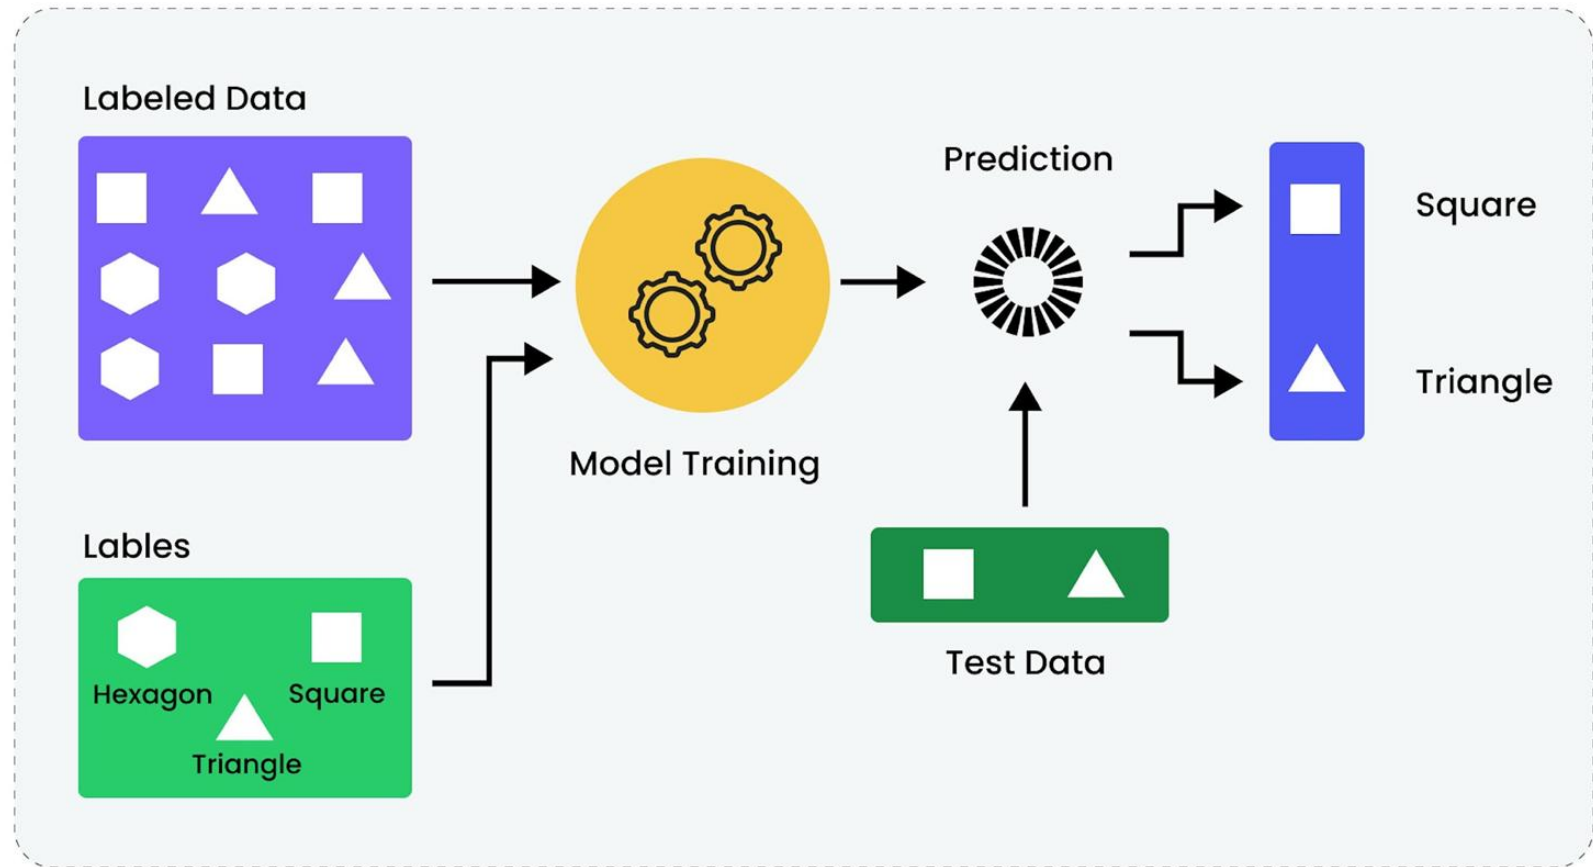 Labeled Data
Prediction
Square
Triangle
Model Training
Lables
Hexagon
Square
Triangle
Test Data